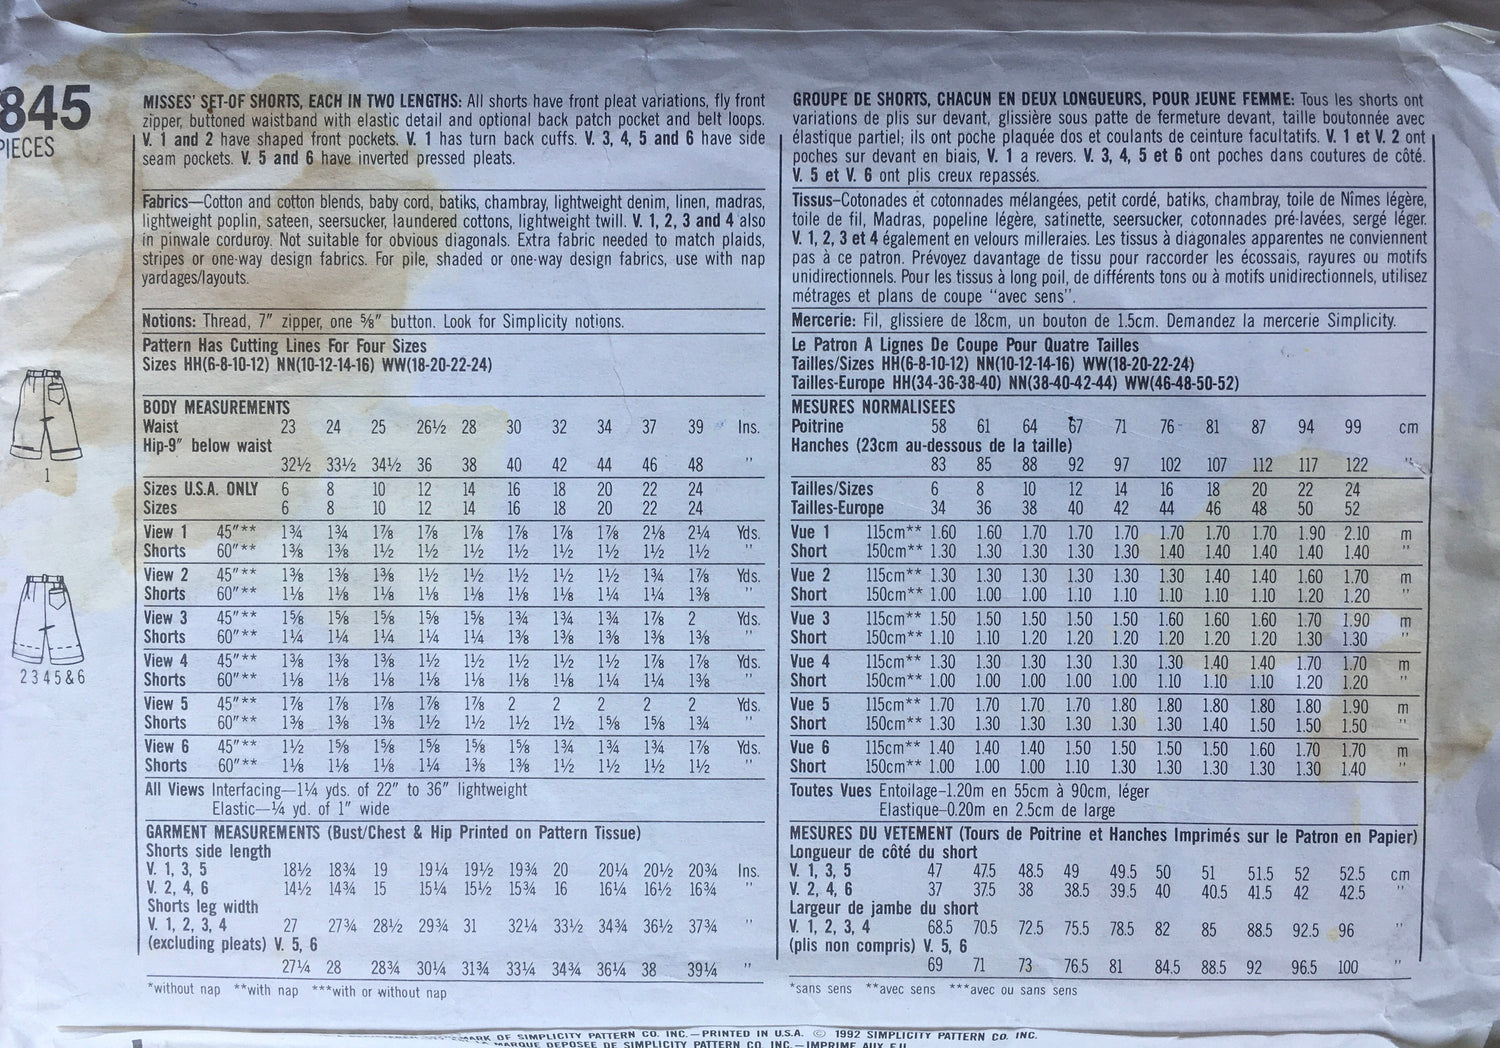 845
PIECES
MISSES' SET-OF SHORTS, EACH IN TWO LENGTHS: All shorts have front pleat variations, fly front
zipper, buttoned waistband with elastic detail and optional back patch pocket and belt loops.
V. 1 and 2 have shaped front pockets. V. 1 has turn back cuffs. V. 3, 4, 5 and 6 have side
seam pockets. V. 5 and 6 have inverted pressed pleats.
Fabrics—Cotton and cotton blends, baby cord, batiks, chambray, lightweight denim, linen, madras,
lightweight poplin, sateen, seersucker, laundered cottons, lightweight twill. V. 1, 2, 3 and 4 also
in pinwale corduroy. Not suitable for obvious diagonals. Extra fabric needed to match plaids,
stripes or one-way design fabrics. For pile, shaded or one-way design fabrics, use with nap
yardages/layouts.
Notions: Thread, 7" zipper, one ⅝" button. Look for Simplicity notions.
Pattern Has Cutting Lines For Four Sizes
Sizes HH(6-8-10-12) NN(10-12-14-16) WW(18-20-22-24)
BODY MEASUREMENTS
Waist 23 24 25 26½ 28 30 32 34 37 39 Ins.
Hip-9" below waist
32½ 33½ 34½ 36 38 40 42 44 46 48 "
Sizes U.S.A. ONLY 6 8 10 12 14 16 18 20 22 24
Sizes 6 8 10 12 14 16 18 20 22 24
View 1 45"** 1¾ 1¾ 1⅞ 1⅞ 1⅞ 1⅞ 1⅞ 1⅞ 2⅛ 2¼ Yds.
Shorts 60"** 1⅜ 1⅜ 1½ 1½ 1½ 1½ 1½ 1½ 1½ 1½ "
View 2 45"** 1⅜ 1⅜ 1⅜ 1½ 1½ 1½ 1½ 1½ 1¾ 1⅞ Yds.
Shorts 60"** 1⅛ 1⅛ 1⅛ 1⅛ 1⅛ 1⅛ 1⅛ 1¼ 1¼ 1⅜ "
View 3 45"** 1⅝ 1⅝ 1⅝ 1⅝ 1⅝ 1¾ 1¾ 1¾ 1⅞ 2 Yds.
Shorts 60"** 1¼ 1¼ 1¼ 1¼ 1¼ 1⅜ 1⅜ 1⅜ 1⅜ 1⅜ "
View 4 45"** 1⅜ 1⅜ 1⅜ 1½ 1½ 1½ 1½ 1½ 1⅞ 1⅞ Yds.
Shorts 60"** 1⅛ 1⅛ 1⅛ 1⅛ 1⅛ 1⅛ 1⅛ 1¼ 1¼ 1⅜ "
View 5 45"** 1⅞ 1⅞ 1⅞ 1⅞ 1⅞ 2 2 2 2 2 Yds.
Shorts 60"** 1⅜ 1⅜ 1⅜ 1½ 1½ 1½ 1½ 1⅝ 1⅝ 1¾ "
View 6 45"** 1½ 1⅝ 1⅝ 1⅝ 1⅝ 1⅝ 1¾ 1¾ 1¾ 1⅞ Yds.
Shorts 60"** 1⅛ 1⅛ 1⅛ 1¼ 1⅜ 1⅜ 1½ 1½ 1½ 1½ "
All Views Interfacing—1¼ yds. of 22" to 36" lightweight
Elastic—¼ yd. of 1" wide
GARMENT MEASUREMENTS (Bust/Chest & Hip Printed on Pattern Tissue)
Shorts side length
V. 1, 3, 5 18½ 18¾ 19 19¼ 19½ 19¾ 20 20¼ 20½ 20¾ Ins.
V. 2, 4, 6 14½ 14¾ 15 15¼ 15½ 15¾ 16 16¼ 16½ 16¾ "
Shorts leg width
V. 1, 2, 3, 4 27 27¾ 28½ 29¾ 31 32¼ 33½ 34¾ 36½ 37¾ "
(excluding pleats) V. 5, 6
27¼ 28 28¾ 30¼ 31¾ 33¼ 34¾ 36¼ 38 39¼ "
*without nap **with nap ***with or without nap
1
2 3 4 5 & 6
GROUPE DE SHORTS, CHACUN EN DEUX LONGUEURS, POUR JEUNE FEMME: Tous les shorts ont
variations de plis sur devant, glissière sous patte de fermeture devant, taille boutonnée avec
élastique partiel; ils ont poche plaquée dos et coulants de ceinture facultatifs. V. 1 et V. 2 ont
poches sur devant en biais, V. 1 a revers. V. 3, 4, 5 et 6 ont poches dans coutures de côté.
V. 5 et V. 6 ont plis creux repassés.
Tissus—Cotonades et cotonnades mélangées, petit cordé, batiks, chambray, toile de Nîmes légère,
toile de fil, Madras, popeline légère, satinette, seersucker, cotonnades pré-lavées, sergé léger.
V. 1, 2, 3 et 4 également en velours milleraies. Les tissus à diagonales apparentes ne conviennent
pas à ce patron. Prévoyez davantage de tissu pour raccorder les écossais, rayures ou motifs
unidirectionnels. Pour les tissus à long poil, de différents tons ou à motifs unidirectionnels, utilisez
métrages et plans de coupe "avec sens".
Mercerie: Fil, glissiere de 18cm, un bouton de 1.5cm. Demandez la mercerie Simplicity.
Le Patron A Lignes De Coupe Pour Quatre Tailles
Tailles/Sizes HH(6-8-10-12) NN(10-12-14-16) WW(18-20-22-24)
Tailles-Europe HH(34-36-38-40) NN(38-40-42-44) WW(46-48-50-52)
MESURES NORMALISEES
Poitrine 58 61 64 67 71 76 81 87 94 99 cm
Hanches (23cm au-dessous de la taille)
83 85 88 92 97 102 107 112 117 122 "
Tailles/Sizes 6 8 10 12 14 16 18 20 22 24
Tailles-Europe 34 36 38 40 42 44 46 48 50 52
Vue 1 115cm** 1.60 1.60 1.70 1.70 1.70 1.70 1.70 1.70 1.90 2.10 m
Short 150cm** 1.30 1.30 1.30 1.30 1.30 1.40 1.40 1.40 1.40 1.40 "
Vue 2 115cm** 1.30 1.30 1.30 1.30 1.30 1.30 1.40 1.40 1.60 1.70 m
Short 150cm** 1.00 1.00 1.00 1.10 1.10 1.10 1.10 1.10 1.20 1.20 "
Vue 3 115cm** 1.50 1.50 1.50 1.50 1.50 1.60 1.60 1.60 1.70 1.90 m
Short 150cm** 1.10 1.10 1.20 1.20 1.20 1.20 1.20 1.20 1.30 1.30 "
Vue 4 115cm** 1.30 1.30 1.30 1.30 1.30 1.30 1.40 1.40 1.70 1.70 m
Short 150cm** 1.00 1.00 1.00 1.00 1.00 1.10 1.10 1.10 1.20 1.20 "
Vue 5 115cm** 1.70 1.70 1.70 1.70 1.80 1.80 1.80 1.80 1.80 1.90 m
Short 150cm** 1.30 1.30 1.30 1.30 1.30 1.30 1.40 1.50 1.50 1.50 "
Vue 6 115cm** 1.40 1.40 1.40 1.50 1.50 1.50 1.50 1.60 1.70 1.70 m
Short 150cm** 1.00 1.00 1.00 1.10 1.30 1.30 1.30 1.30 1.30 1.40 "
Toutes Vues Entoilage-1.20m en 55cm à 90cm, léger
Elastique-0.20m en 2.5cm de large
MESURES DU VETEMENT (Tours de Poitrine et Hanches Imprimés sur le Patron en Papier)
Longueur de côté du short
V. 1, 3, 5 47 47.5 48.5 49 49.5 50 51 51.5 52 52.5 cm
V. 2, 4, 6 37 37.5 38 38.5 39.5 40 40.5 41.5 42 42.5 "
Largeur de jambe du short
V. 1, 2, 3, 4 68.5 70.5 72.5 75.5 78.5 82 85 88.5 92.5 96 "
(plis non compris) V. 5, 6
69 71 73 76.5 81 84.5 88.5 92 96.5 100 "
*sans sens **avec sens ***avec ou sans sens
MARK OF SIMPLICITY PATTERN CO. INC.—PRINTED IN U.S.A. © 1992 SIMPLICITY PATTERN CO. INC.
MARQUE DEPOSEE DE SIMPLICITY PATTERN CO. INC.—IMPRIME AUX E.U.